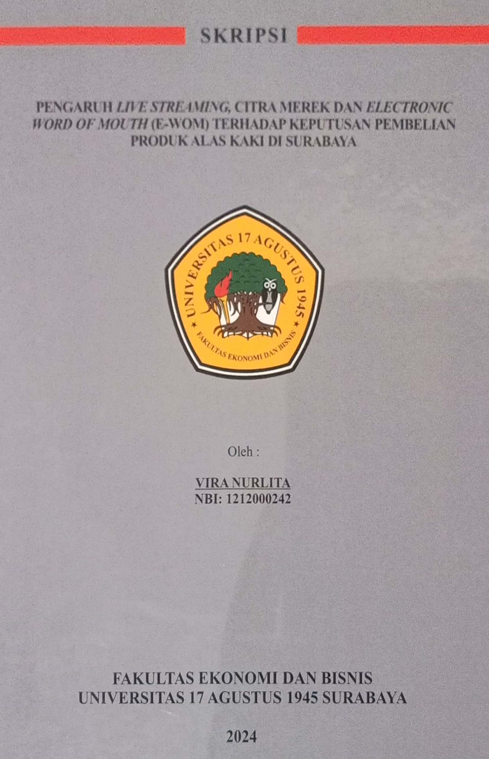 SKRIPSI
PENGARUH LIVE STREAMING, CITRA MEREK DAN ELECTRONIC
WORD OF MOUTH (E-WOM) TERHADAP KEPUTUSAN PEMBELIAN
PRODUK ALAS KAKI DI SURABAYA
UNIVERSITAS 17 AGUSTUS 1945
FAKULTAS EKONOMI DAN BISNIS
Oleh :
VIRA NURLITA
NBI: 1212000242
FAKULTAS EKONOMI DAN BISNIS
UNIVERSITAS 17 AGUSTUS 1945 SURABAYA
2024